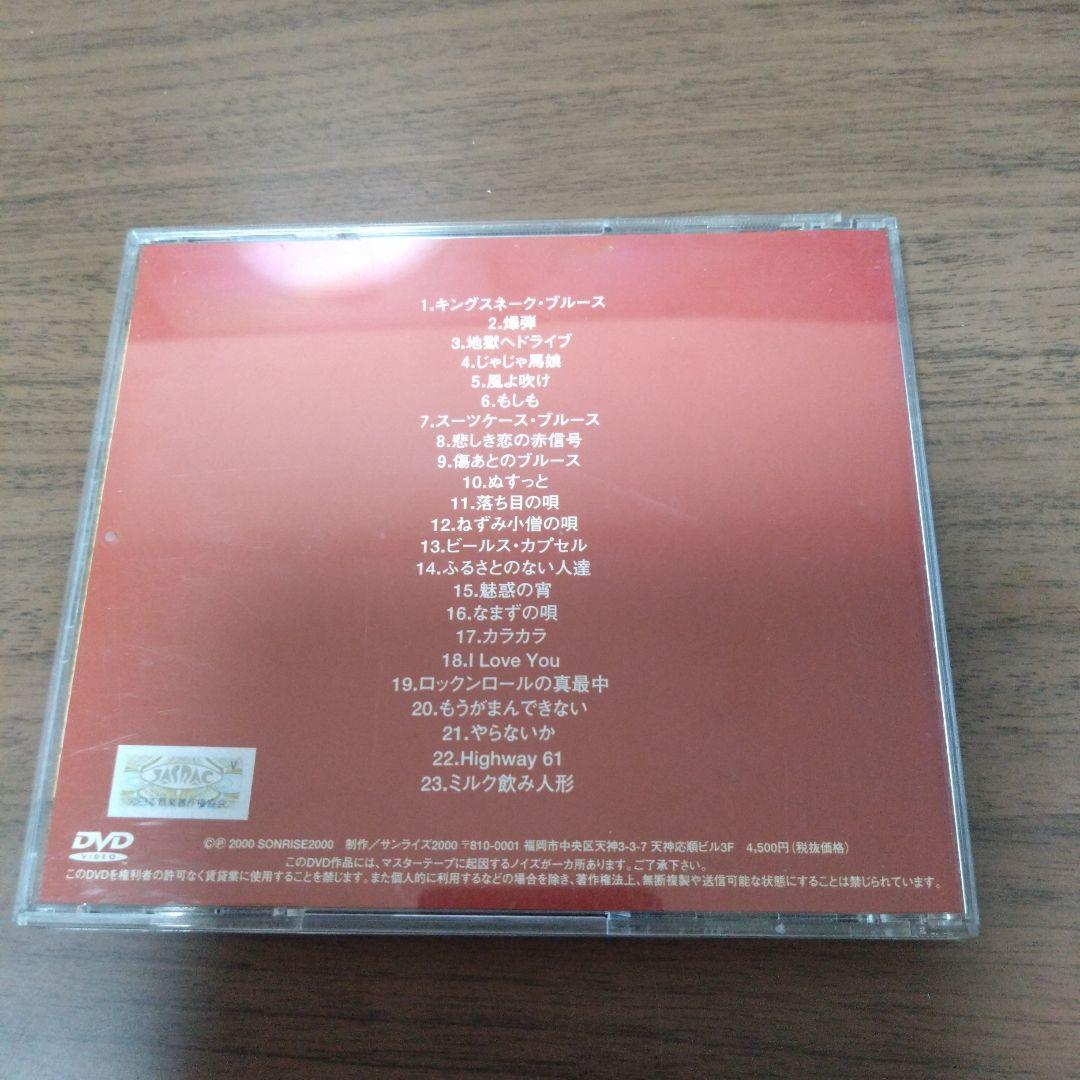 1.キングスネーク・ブルース
2.爆弾
3.地獄へドライブ
4.じゃじゃ馬娘
5.風よ吹け
6.もしも
7.スーツケース・ブルース
8.悲しき恋の赤信号
9.傷あとのブルース
10.ぬすっと
11.落ち目の唄
12.ねずみ小僧の唄
13.ビールス・カプセル
14.ふるさとのない人達
15.魅惑の宵
16.なまずの唄
17.カラカラ
18.I Love You
19.ロックンロールの真最中
20.もうがまんできない
21.やらないか
22.Highway 61
23.ミルク飲み人形
JASRAC V
DVD
VIDEO
©℗ 2000 SONRISE2000 制作／サンライズ2000 〒810-0001 福岡市中央区天神3-3-7 天神応順ビル3F 4,500円（税抜価格）
このDVD作品には、マスターテープに起因するノイズが一カ所あります。ご了承下さい。
このDVDを権利者の許可なく賃貸業に使用することを禁じます。また個人的に利用するなどの場合を除き、著作権法上、無断複製や送信可能な状態にすることは禁じられています。